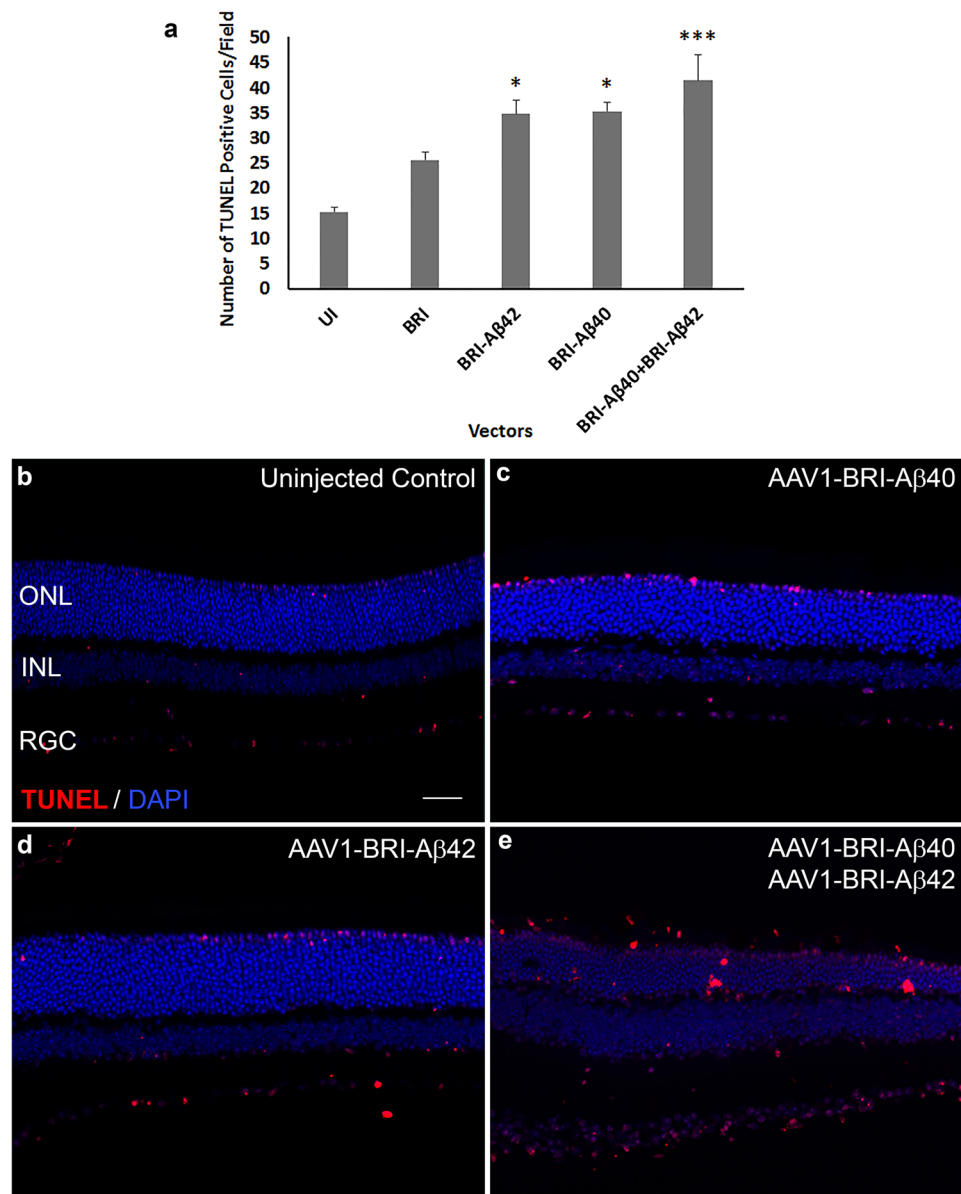 a
Number of TUNEL Positive Cells/Field
50
45
40
35
30
25
20
15
10
5
0
*
*
***
UI
BRI
BRI-Aβ42
BRI-Aβ40
BRI-Aβ40+BRI-Aβ42
Vectors
b
Uninjected Control
ONL
INL
RGC
TUNEL / DAPI
c
AAV1-BRI-Aβ40
d
AAV1-BRI-Aβ42
e
AAV1-BRI-Aβ40
AAV1-BRI-Aβ42